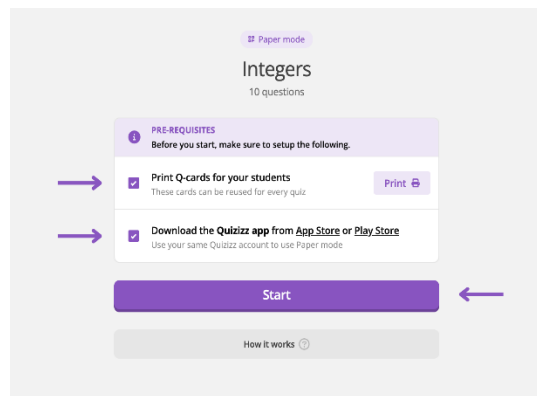 Paper mode
Integers
10 questions
PRE-REQUISITES
Before you start, make sure to setup the following.
Print Q-cards for your students
These cards can be reused for every quiz
Print
Download the Quizizz app from App Store or Play Store
Use your same Quizizz account to use Paper mode
Start
How it works ?